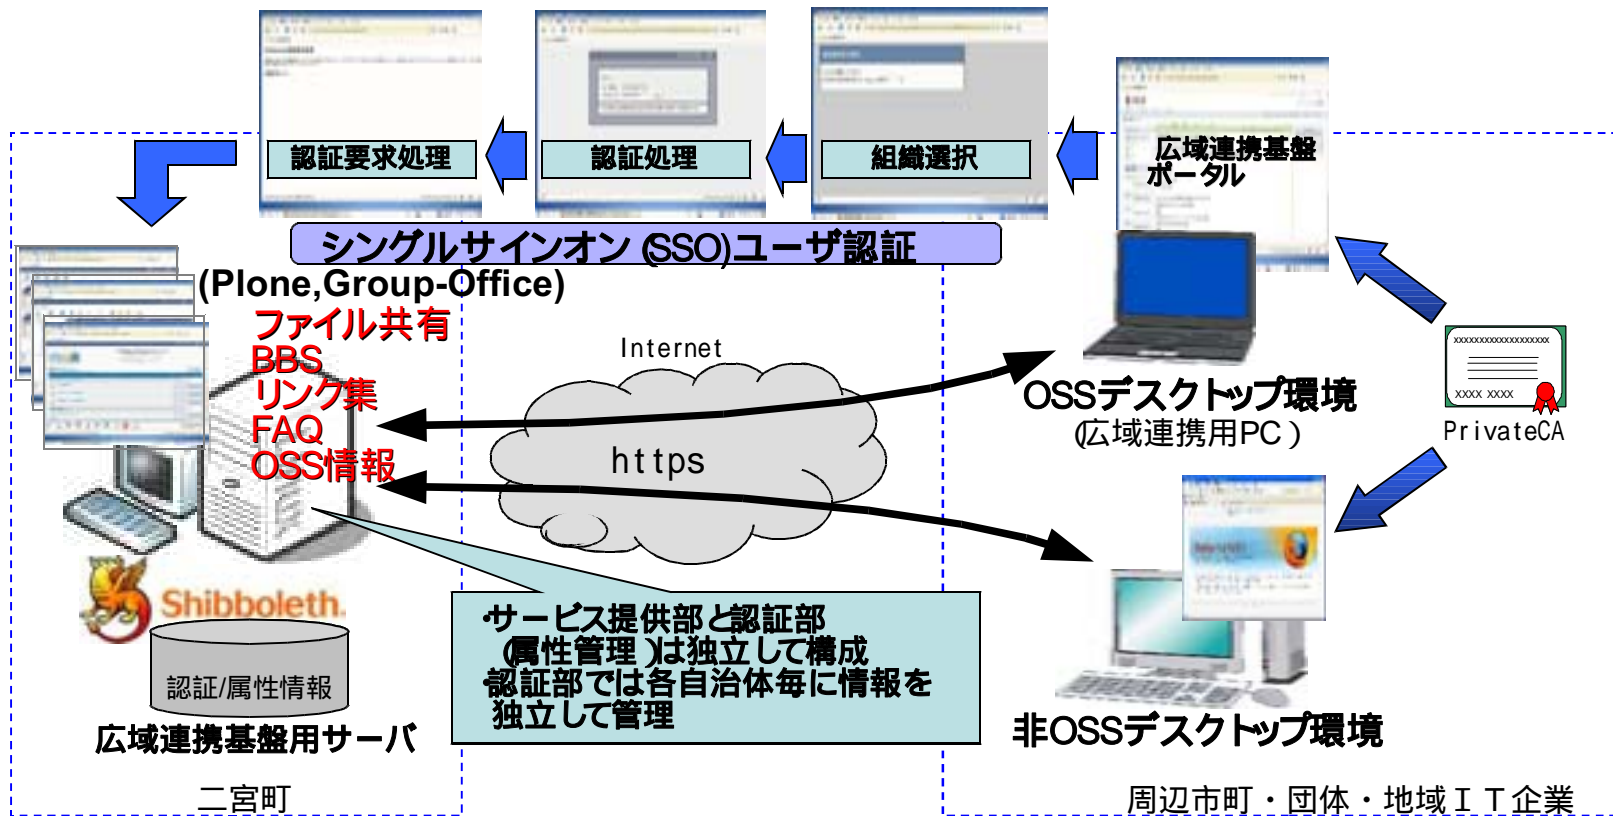 認証要求処理
認証処理
組織選択
広域連携基盤
ポータル
シングルサインオン(SSO)ユーザ認証
(Plone,Group-Office)
ファイル共有
BBS
リンク集
FAQ
OSS情報
Internet
https
OSSデスクトップ環境
(広域連携用PC)
xxxxxxxxxxxxxxxxxxx
XXXX XXXX
PrivateCA
Shibboleth.
認証/属性情報
広域連携基盤用サーバ
・サービス提供部と認証部
(属性管理)は独立して構成
・認証部では各自治体毎に情報を
独立して管理
非OSSデスクトップ環境
二宮町
周辺市町・団体・地域ＩＴ企業